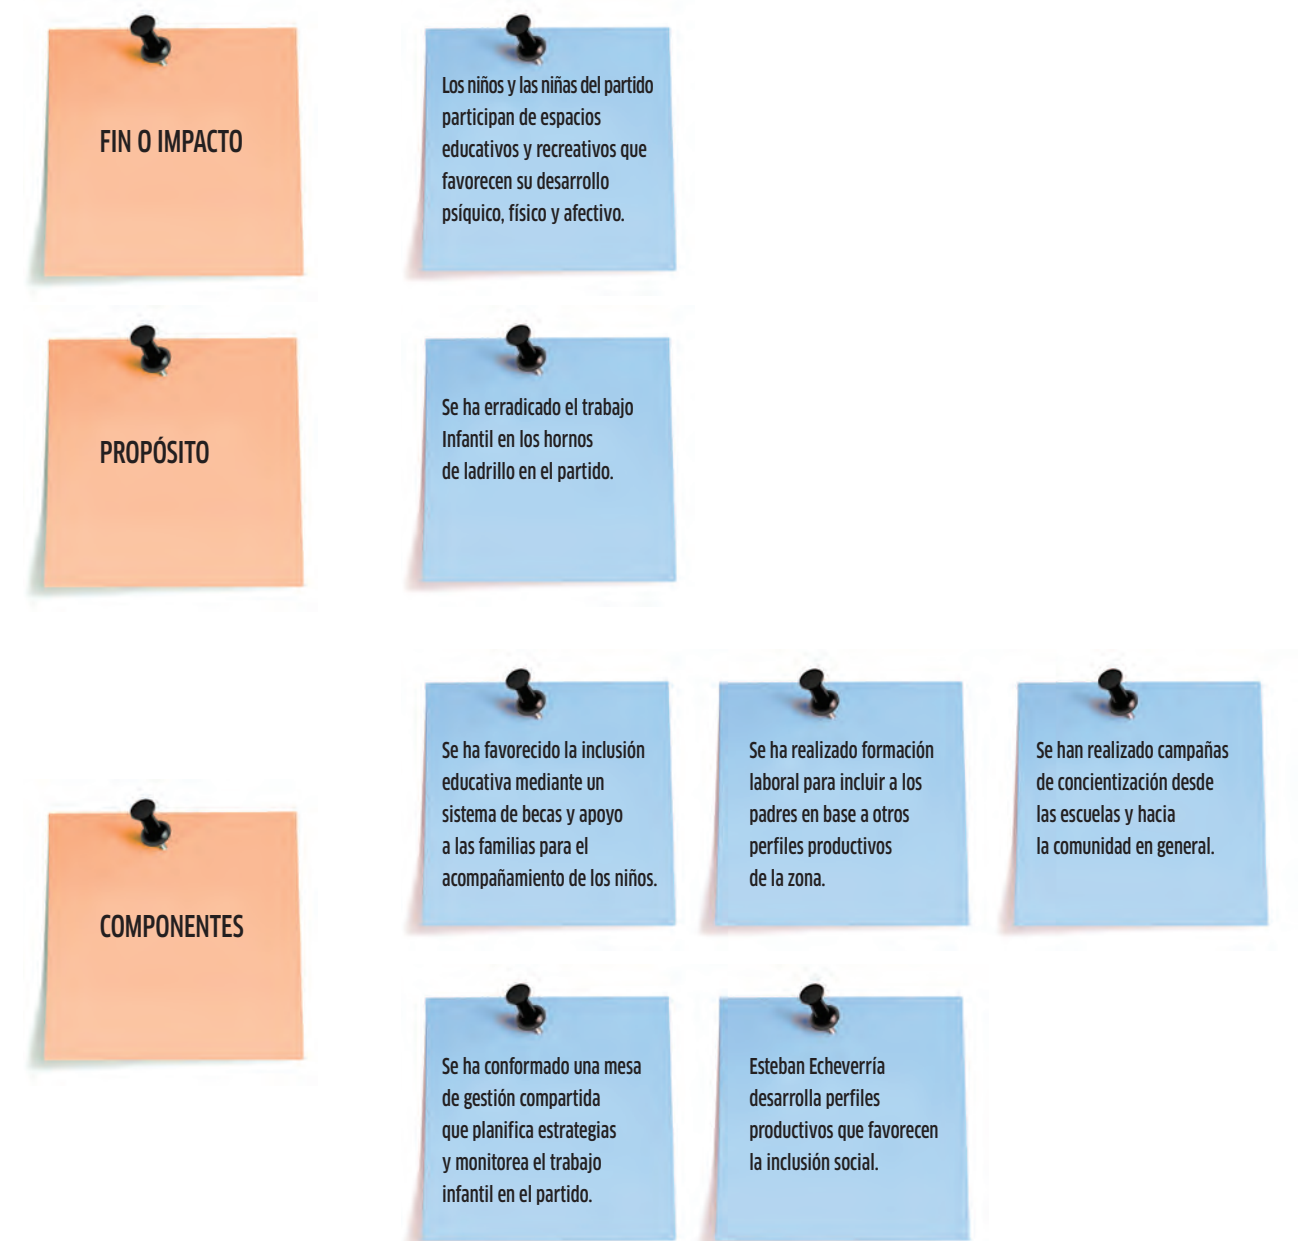 FIN O IMPACTO
Los niños y las niñas del partido
participan de espacios
educativos y recreativos que
favorecen su desarrollo
psíquico, físico y afectivo.
PROPÓSITO
Se ha erradicado el trabajo
Infantil en los hornos
de ladrillo en el partido.
COMPONENTES
Se ha favorecido la inclusión
educativa mediante un
sistema de becas y apoyo
a las familias para el
acompañamiento de los niños.
Se ha realizado formación
laboral para incluir a los
padres en base a otros
perfiles productivos
de la zona.
Se han realizado campañas
de concientización desde
las escuelas y hacia
la comunidad en general.
Se ha conformado una mesa
de gestión compartida
que planifica estrategias
y monitorea el trabajo
infantil en el partido.
Esteban Echeverría
desarrolla perfiles
productivos que favorecen
la inclusión social.